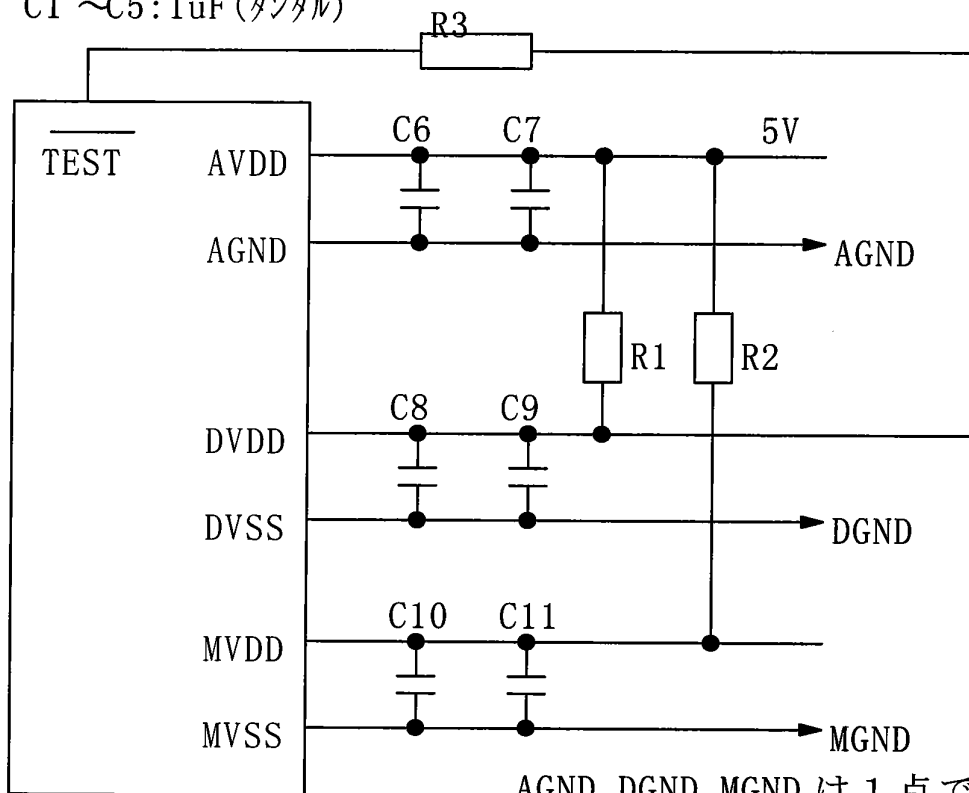 C1 ～C5:1uF(タンタル)
R3
TEST
AVDD
C6
C7
5V
AGND
AGND
R1
R2
DVDD
C8
C9
DVSS
DGND
MVDD
C10
C11
MVSS
MGND
AGND DGND MGND は 1 点で